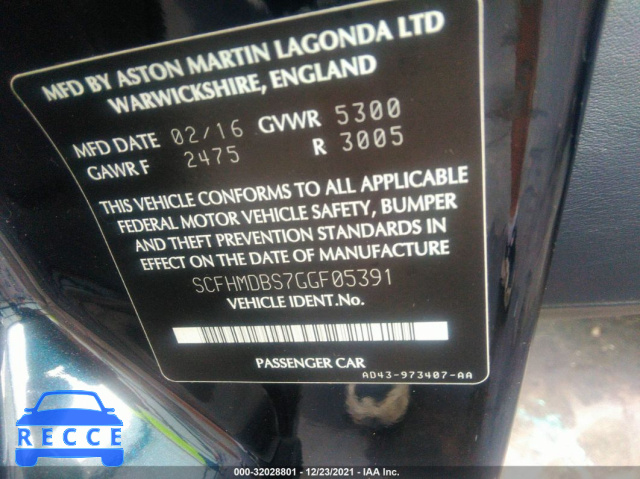 MFD BY ASTON MARTIN LAGONDA LTD
WARWICKSHIRE, ENGLAND
MFD DATE 02/16 GVWR 5300
GAWR F 2475 R 3005
THIS VEHICLE CONFORMS TO ALL APPLICABLE
FEDERAL MOTOR VEHICLE SAFETY, BUMPER
AND THEFT PREVENTION STANDARDS IN
EFFECT ON THE DATE OF MANUFACTURE
SCFHMDBS7GGF05391
VEHICLE IDENT. NO.
PASSENGER CAR
AD43-973407-AA
RECCE
000-32028801 - 12/23/2021 - IAA Inc.